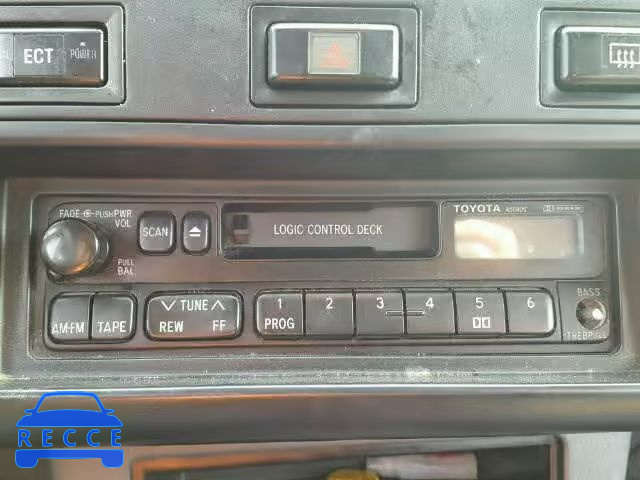 ECT POWER
FADE PUSH PWR
VOL
SCAN
LOGIC CONTROL DECK
TOYOTA
PULL
BAL.
BASS
AM·FM TAPE
TUNE
REW FF
1 2 3 4 5 6
PROG
TREB PULL
RECCE